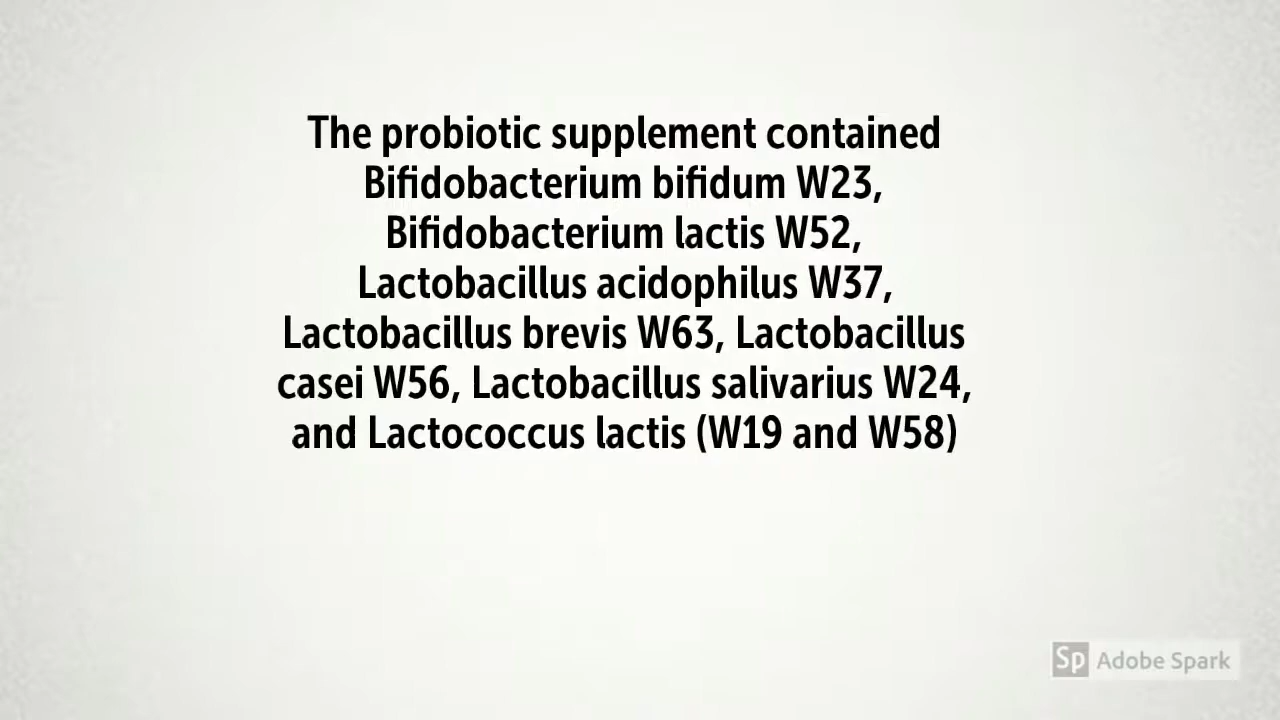 The probiotic supplement contained
Bifidobacterium bifidum W23,
Bifidobacterium lactis W52,
Lactobacillus acidophilus W37,
Lactobacillus brevis W63, Lactobacillus
casei W56, Lactobacillus salivarius W24,
and Lactococcus lactis (W19 and W58)
Sp Adobe Spark